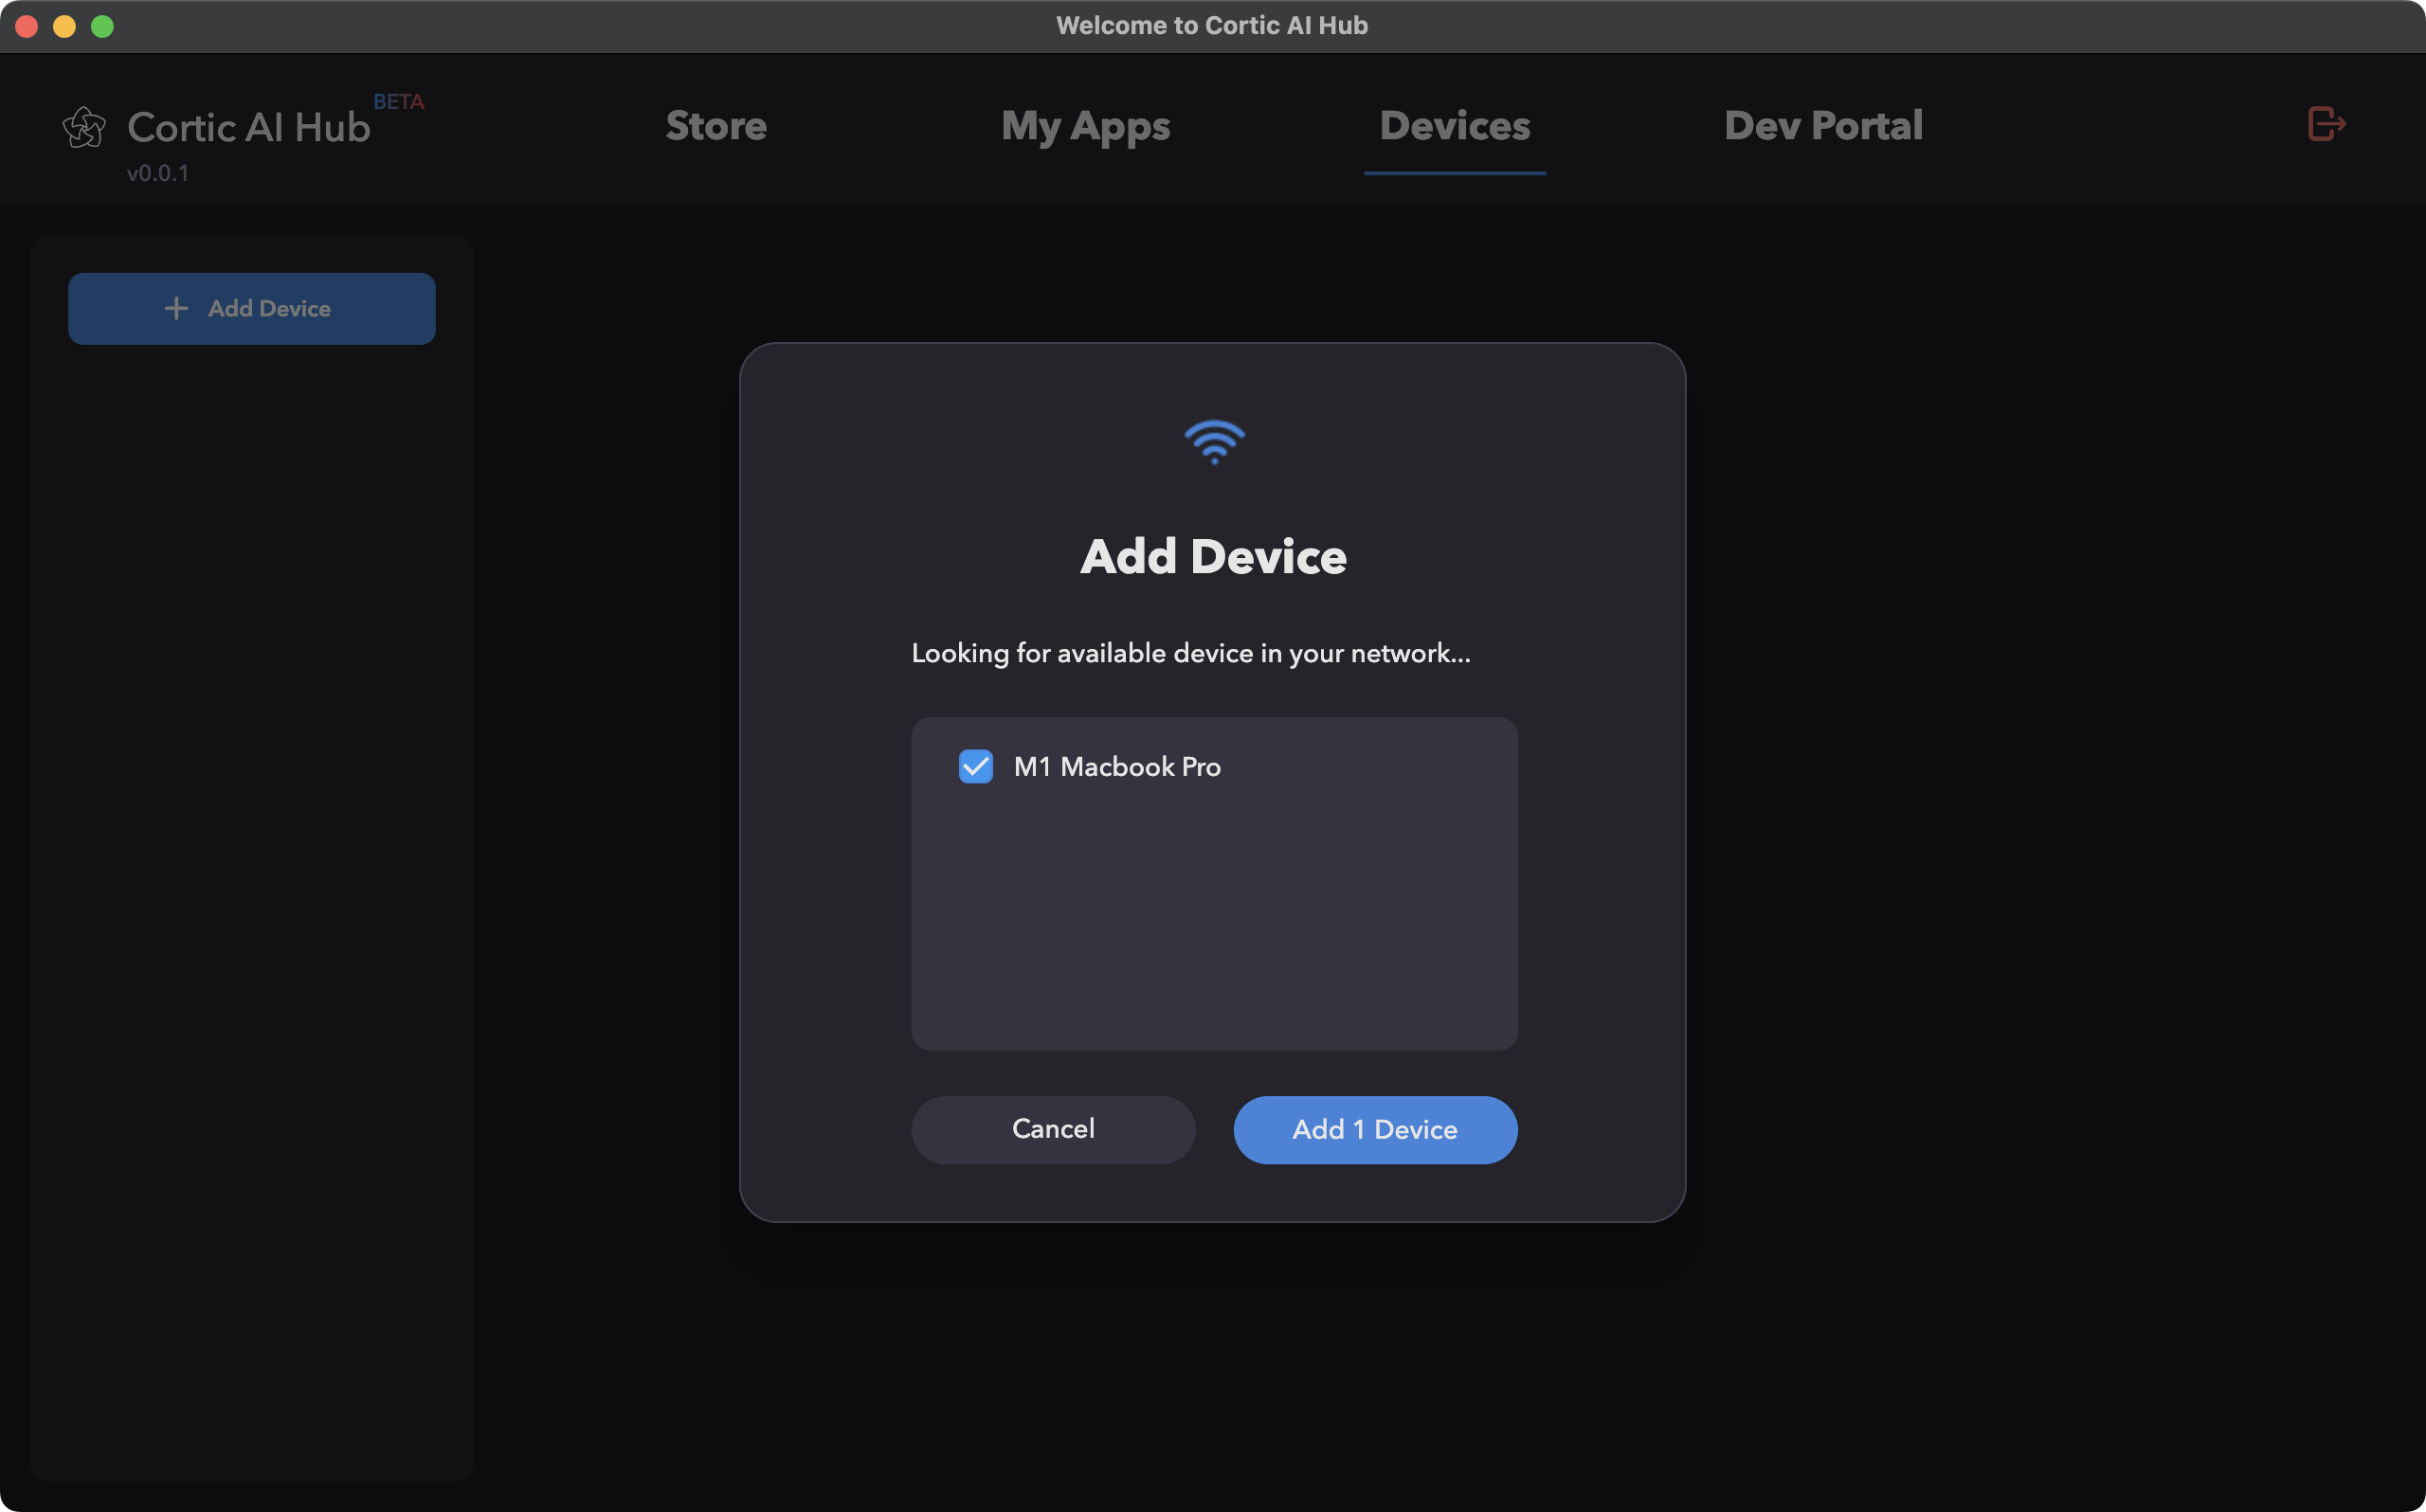 Welcome to Cortic AI Hub
Cortic AI Hub BETA
v0.0.1
Store
My Apps
Devices
Dev Portal
Add Device
Add Device
Looking for available device in your network...
M1 Macbook Pro
Cancel
Add 1 Device